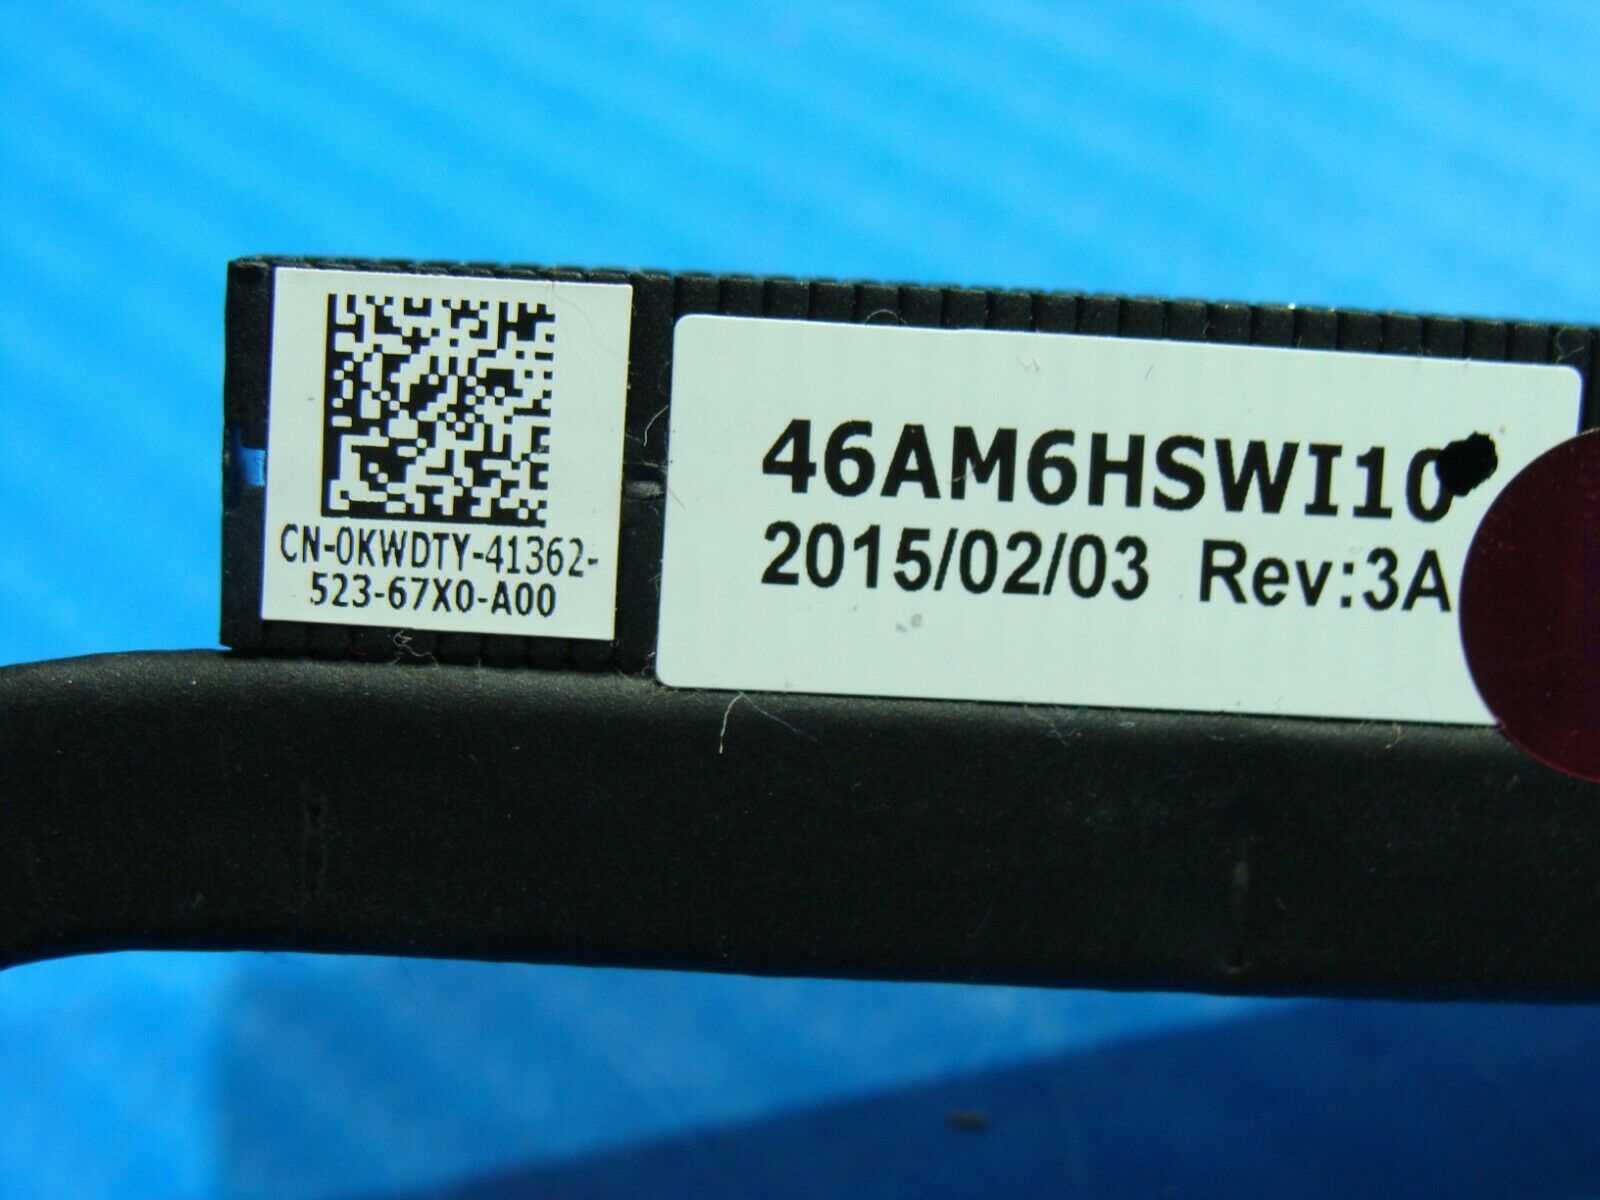 CN-0KWDTY-41362-
523-67X0-A00
46AM6HSWI10
2015/02/03 Rev:3A